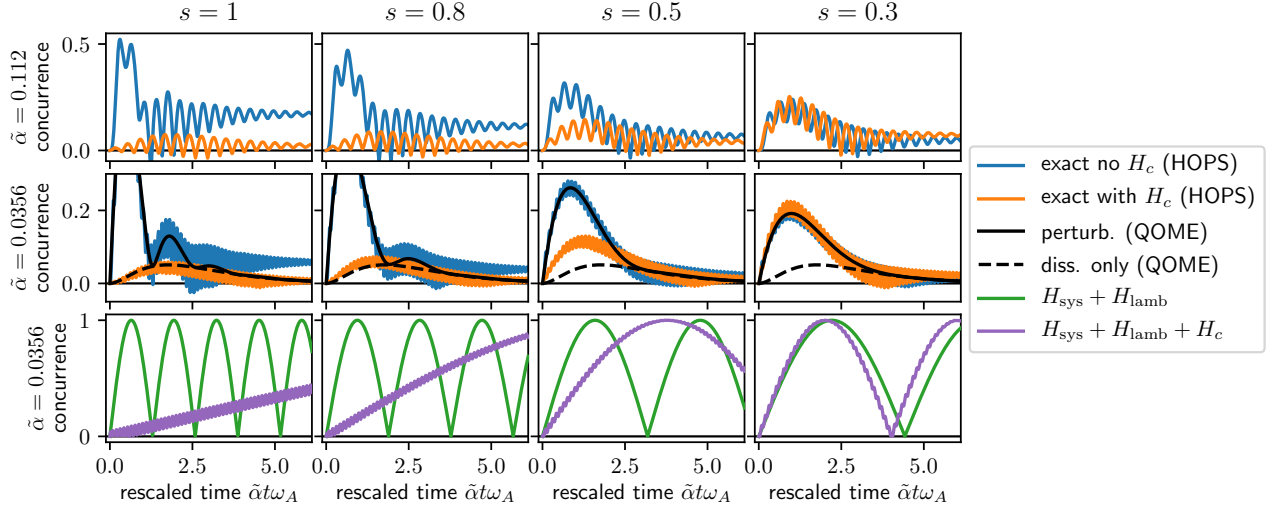 s = 1
s = 0.8
s = 0.5
s = 0.3
α̃ = 0.112
concurrence
0.5
0.0
α̃ = 0.0356
concurrence
0.2
0.0
α̃ = 0.0356
concurrence
1
0
0.0 2.5 5.0
0.0 2.5 5.0
0.0 2.5 5.0
0.0 2.5 5.0
rescaled time α̃tω_A
rescaled time α̃tω_A
rescaled time α̃tω_A
rescaled time α̃tω_A
exact no H_c (HOPS)
exact with H_c (HOPS)
perturb. (QOME)
diss. only (QOME)
H_sys + H_lamb
H_sys + H_lamb + H_c